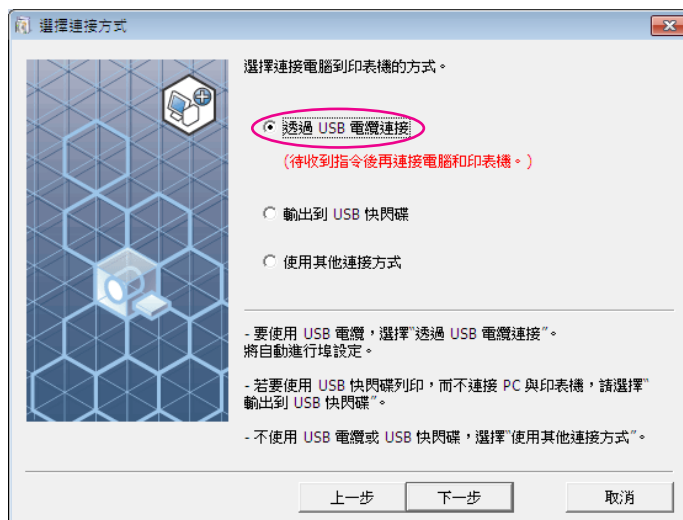 選擇連接方式
選擇連接電腦到印表機的方式。
透過 USB 電纜連接
(待收到指令後再連接電腦和印表機。)
輸出到 USB 快閃碟
使用其他連接方式
- 要使用 USB 電纜，選擇"透過 USB 電纜連接"。
將自動進行埠設定。
- 若要使用 USB 快閃碟列印，而不連接 PC 與印表機，請選擇"
輸出到 USB 快閃碟"。
- 不使用 USB 電纜或 USB 快閃碟，選擇"使用其他連接方式"。
上一步 下一步 取消